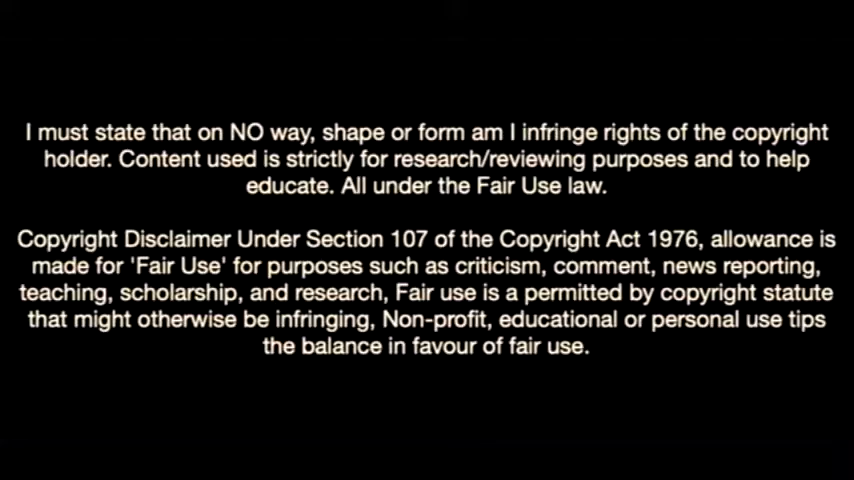 I must state that on NO way, shape or form am I infringe rights of the copyright
holder. Content used is strictly for research/reviewing purposes and to help
educate. All under the Fair Use law.
Copyright Disclaimer Under Section 107 of the Copyright Act 1976, allowance is
made for 'Fair Use' for purposes such as criticism, comment, news reporting,
teaching, scholarship, and research, Fair use is a permitted by copyright statute
that might otherwise be infringing, Non-profit, educational or personal use tips
the balance in favour of fair use.